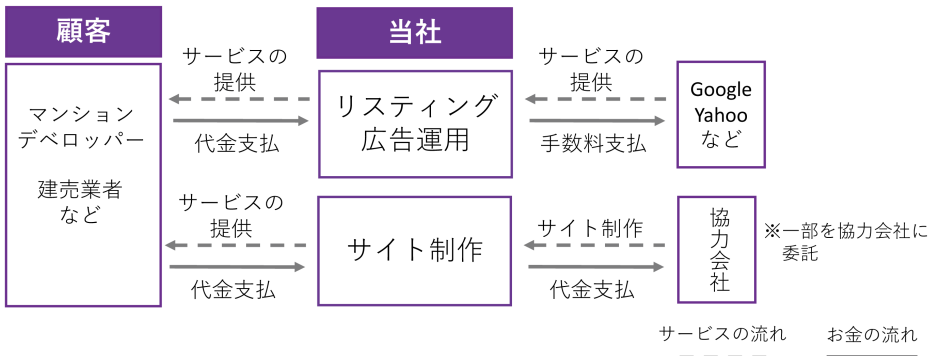 顧客
当社
サービスの
提供
代金支払
サービスの
提供
手数料支払
マンション
デベロッパー
建売業者
など
リスティング
広告運用
Google
Yahoo
など
サービスの
提供
代金支払
サイト制作
サイト制作
代金支払
協力会社
※一部を協力会社に
委託
サービスの流れ
お金の流れ